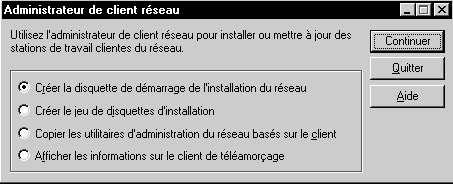 Administrateur de client réseau
Utilisez l'administrateur de client réseau pour installer ou mettre à jour des
stations de travail clientes du réseau.
Continuer
Quitter
Aide
Créer la disquette de démarrage de l'installation du réseau
Créer le jeu de disquettes d'installation
Copier les utilitaires d'administration du réseau basés sur le client
Afficher les informations sur le client de téléamorçage